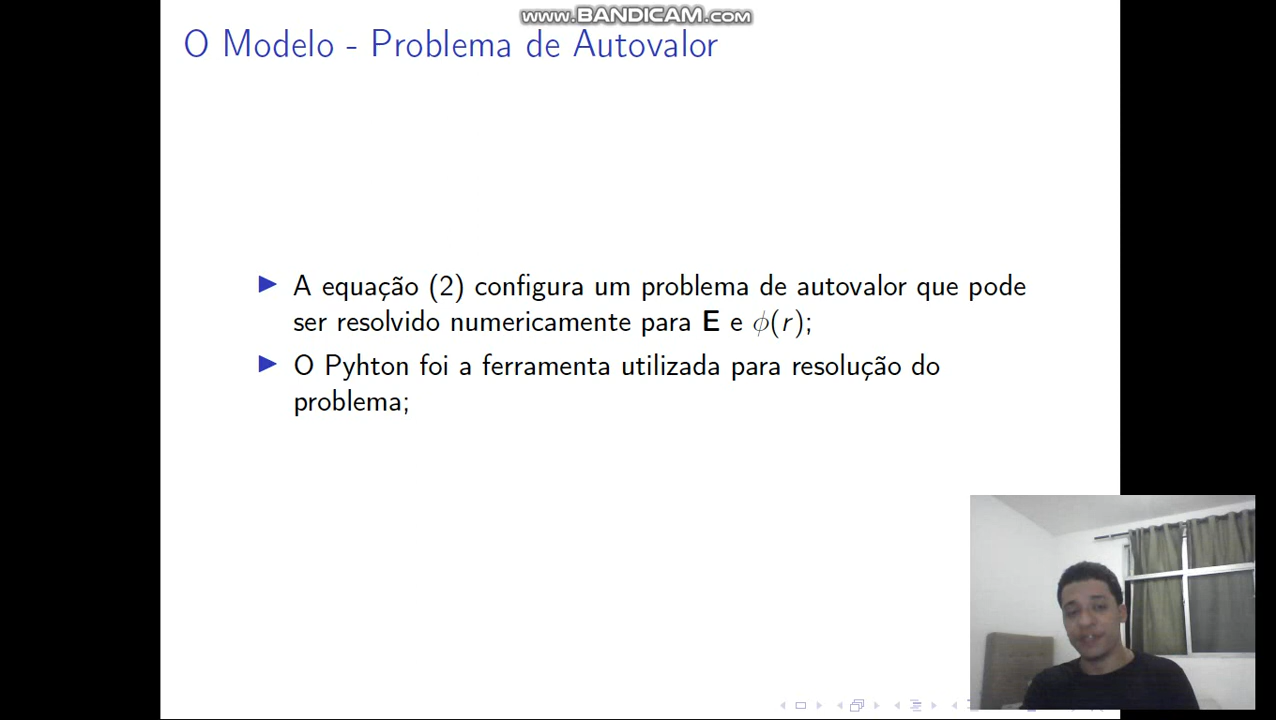 www.BANDICAM.com
O Modelo - Problema de Autovalor
A equação (2) configura um problema de autovalor que pode
ser resolvido numericamente para E e ϕ(r);
O Pyhton foi a ferramenta utilizada para resolução do
problema;